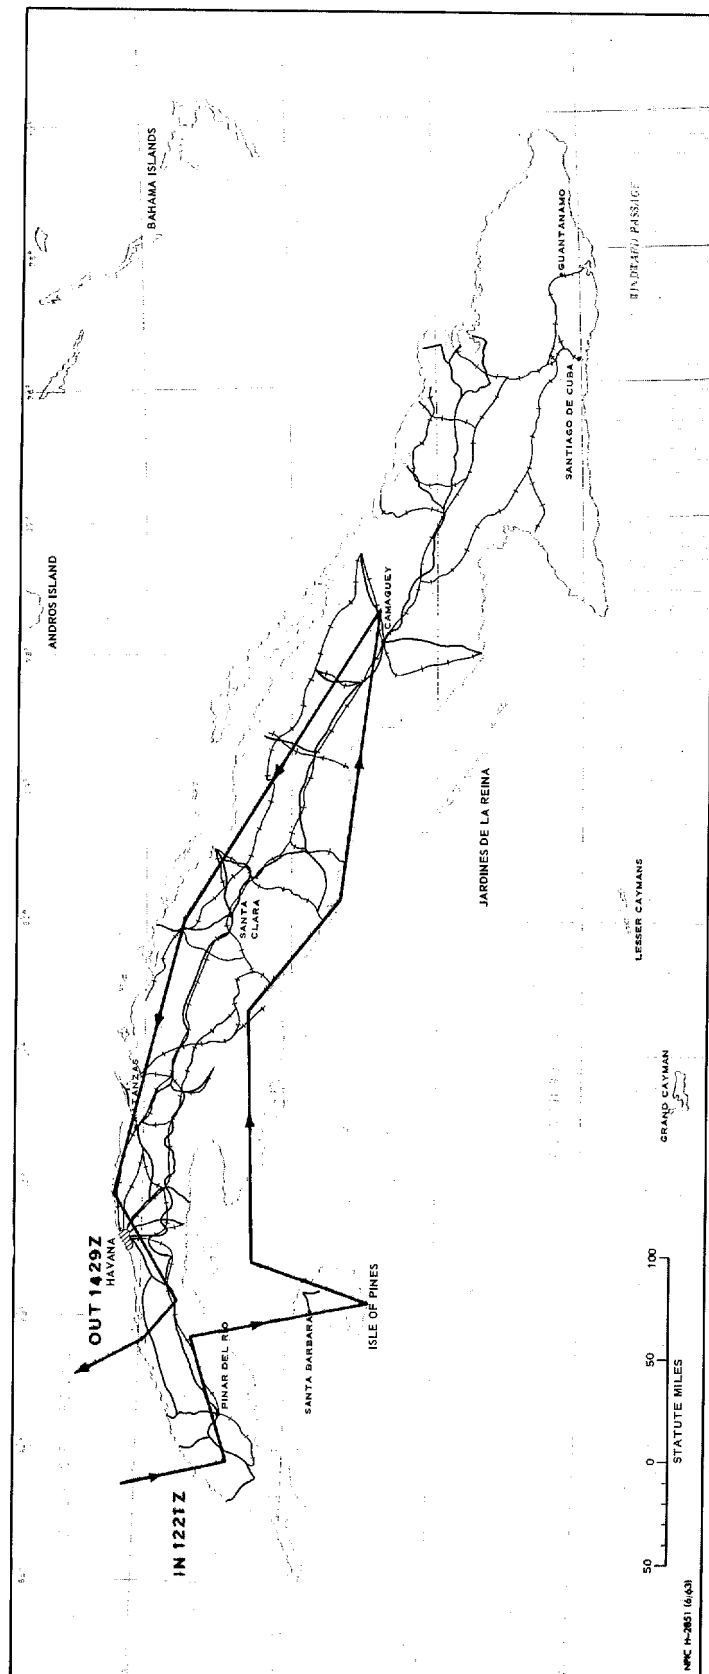 BAHAMA ISLANDS
ANDROS ISLAND
GUANTANAMO
WINDWARD PASSAGE
SANTIAGO DE CUBA
CAMAGUEY
JARDINES DE LA REINA
SANTA
CLARA
LESSER CAYMANS
TANZAS
GRAND CAYMAN
OUT 1429Z
HAVANA
ISLE OF PINES
PINAR DEL RIO
SANTA BARBARA
IN 1221Z
50 0 50 100
STATUTE MILES
NPIC H-2851 (6/63)